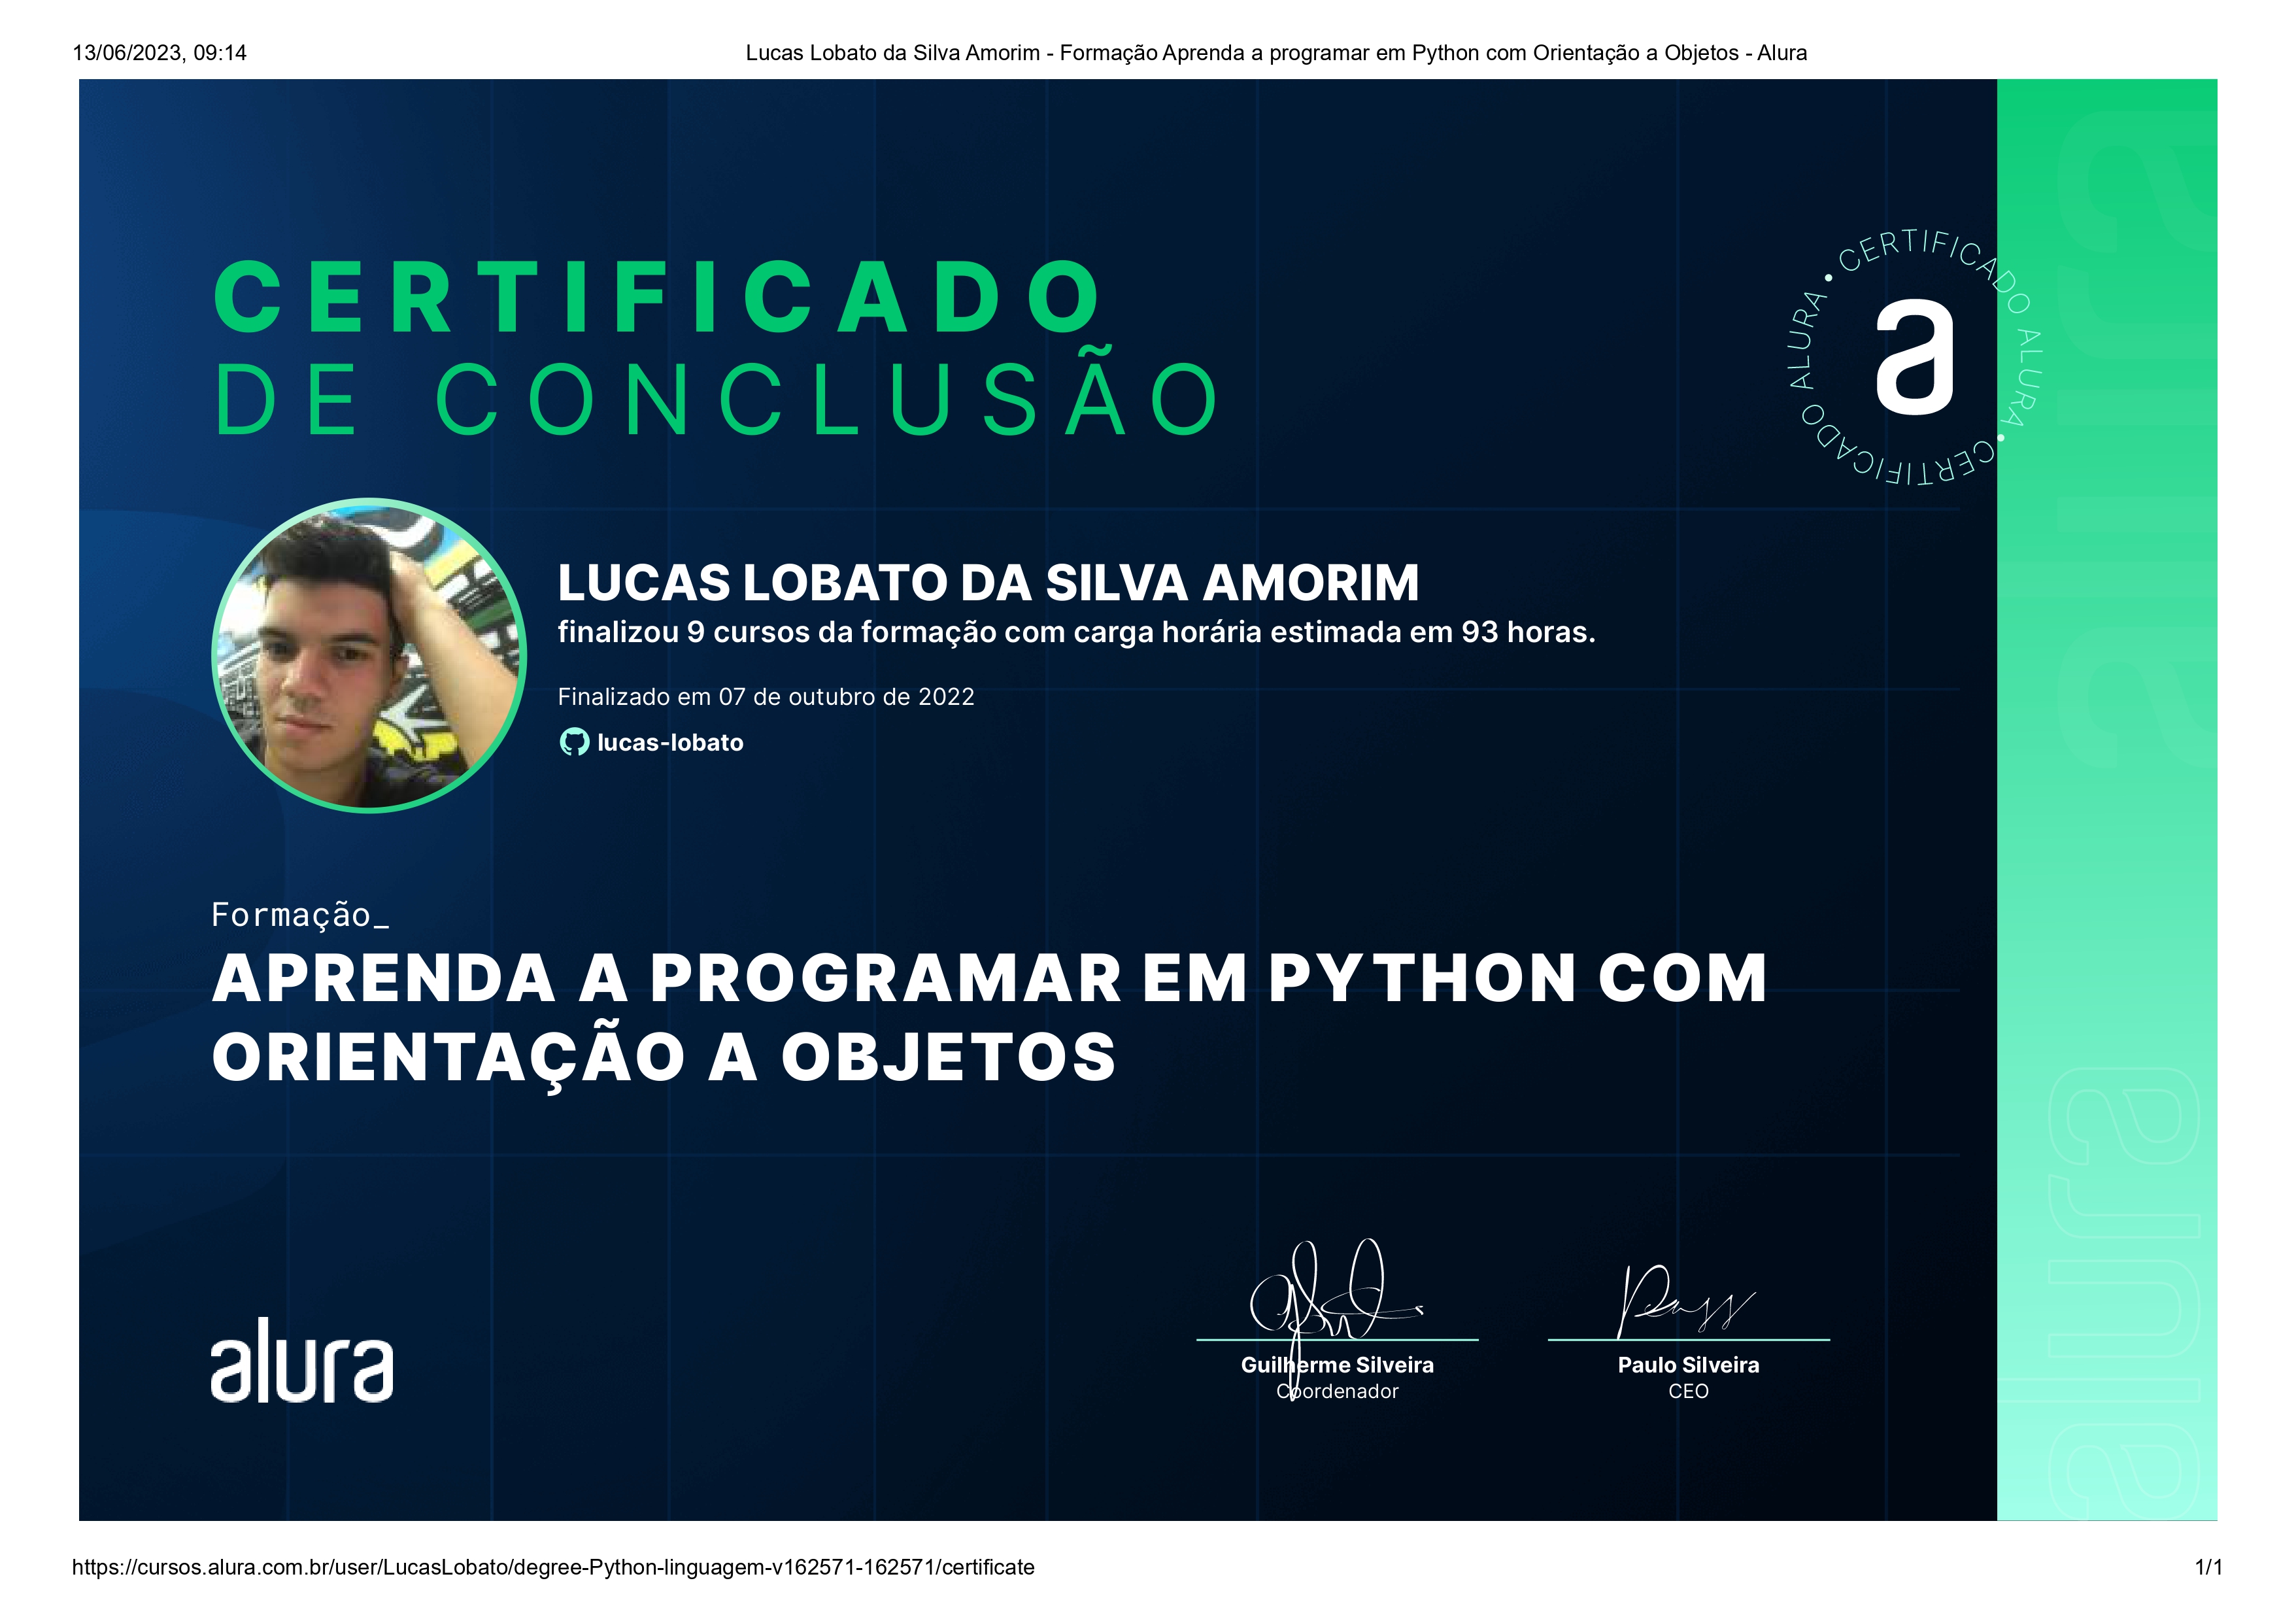 13/06/2023, 09:14
Lucas Lobato da Silva Amorim - Formação Aprenda a programar em Python com Orientação a Objetos - Alura
CERTIFICADO
DE CONCLUSÃO
CERTIFICADO ALURA • CERTIFICADO ALURA •
a
LUCAS LOBATO DA SILVA AMORIM
finalizou 9 cursos da formação com carga horária estimada em 93 horas.
Finalizado em 07 de outubro de 2022
lucas-lobato
Formação_
APRENDA A PROGRAMAR EM PYTHON COM
ORIENTAÇÃO A OBJETOS
alura
Guilherme Silveira
Coordenador
Paulo Silveira
CEO
alura
alura
alura
https://cursos.alura.com.br/user/LucasLobato/degree-Python-linguagem-v162571-162571/certificate
1/1